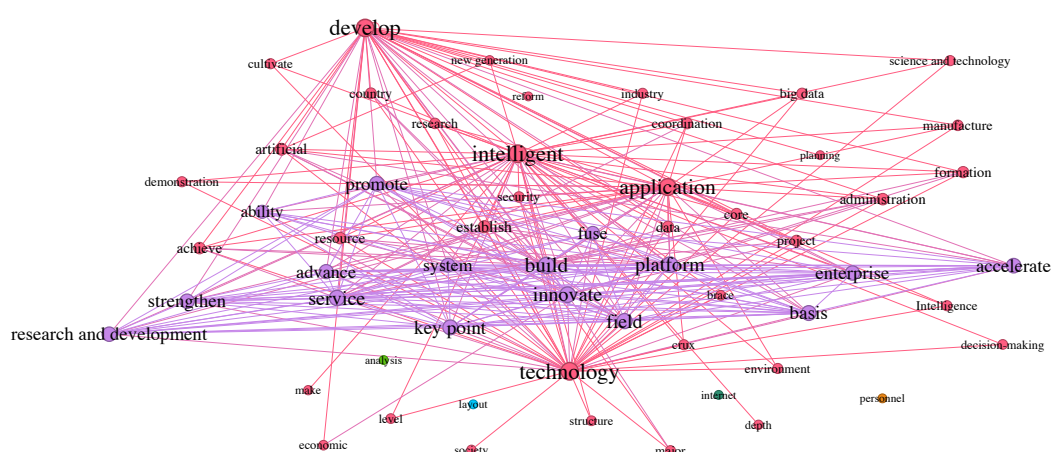 develop
new generation
science and technology
cultivate
country
reform
industry
big data
research
coordination
manufacture
artificial
intelligent
planning
demonstration
promote
security
application
formation
administration
ability
core
establish
fuse
data
achieve
resource
project
advance
system
build
platform
enterprise
accelerate
strengthen
service
innovate
brace
Intelligence
research and development
key point
field
basis
crux
decision-making
analysis
technology
environment
make
layout
internet
personnel
level
structure
depth
economic
society
major